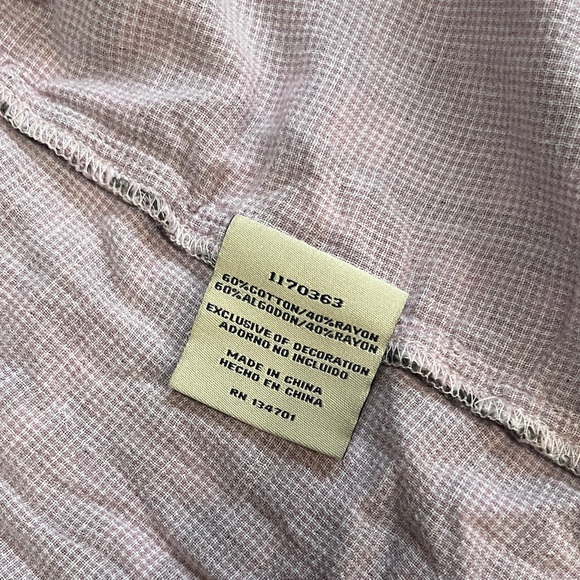 1170363
60%COTTON/40%RAYON
60%ALGODON/40%RAYON
EXCLUSIVE OF DECORATION
ADORNO NO INCLUIDO
MADE IN CHINA
HECHO EN CHINA
RN 134701